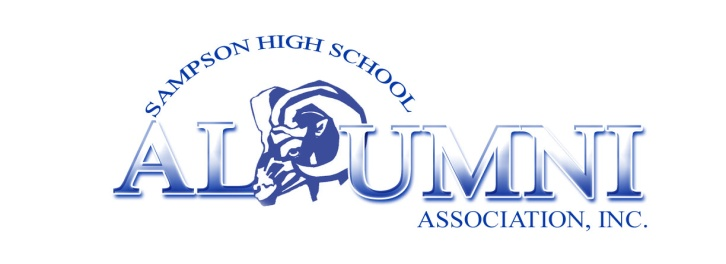 SAMPSON HIGH SCHOOL
ALUMNI
ASSOCIATION, INC.